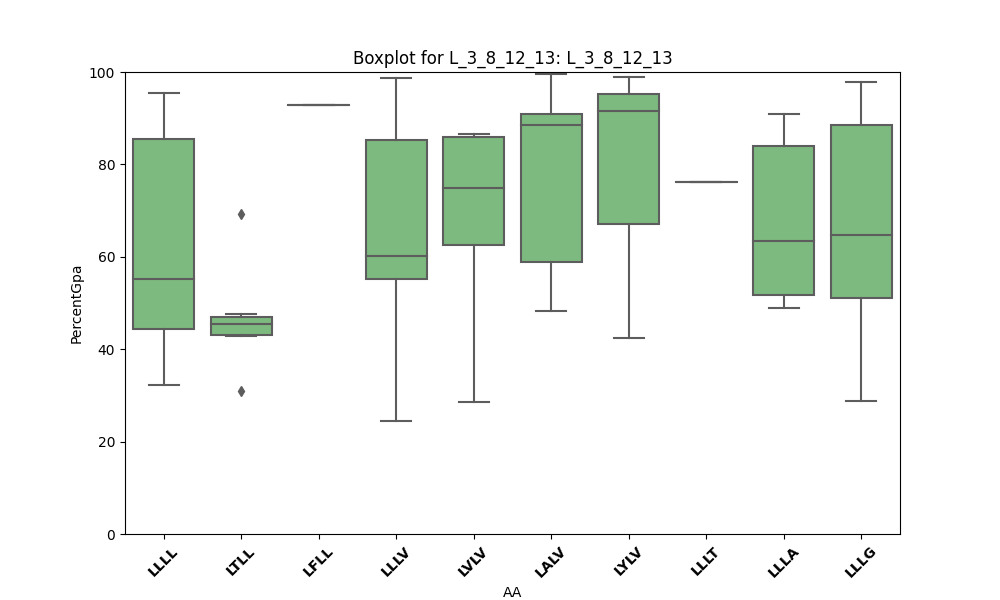 Boxplot for L_3_8_12_13: L_3_8_12_13
100
80
60
40
20
0
PercentGpa
LLLL
LTLL
LFLL
LLLV
LVLV
LALV
LYLV
LLLT
LLLA
LLLG
AA